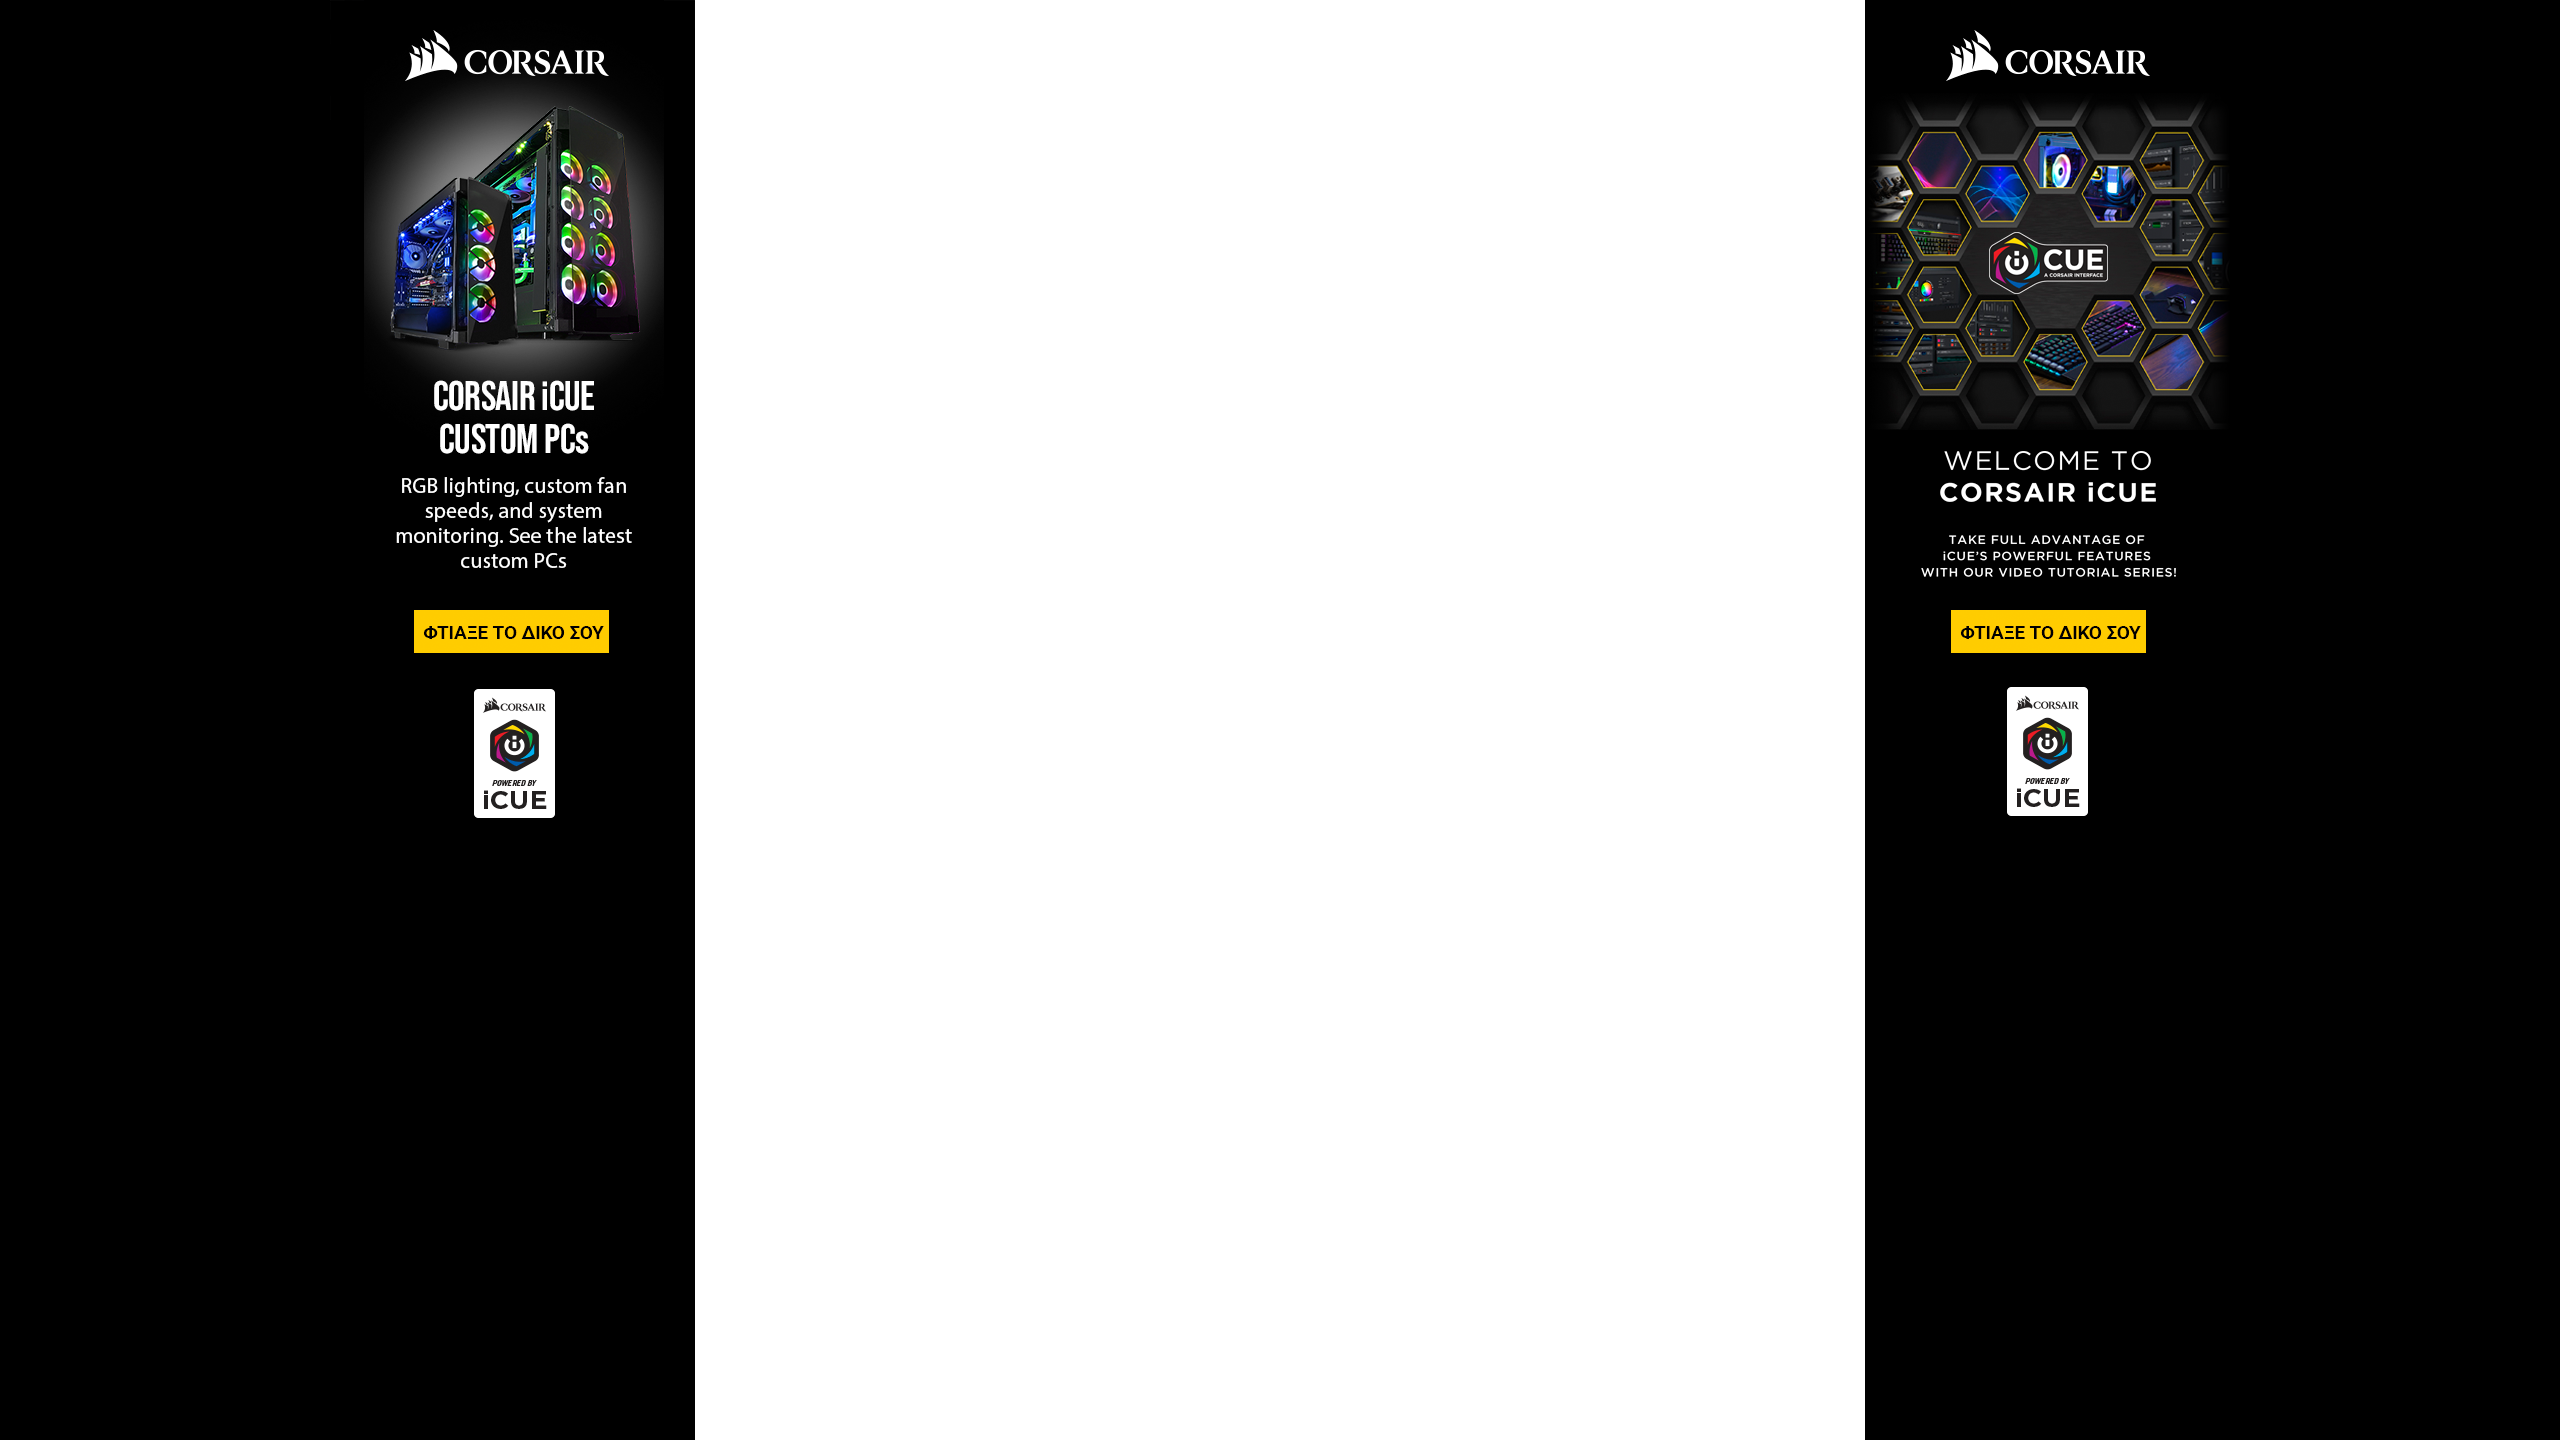 CORSAIR
CORSAIR iCUE
CUSTOM PCs
RGB lighting, custom fan
speeds, and system
monitoring. See the latest
custom PCs
ΦΤΙΑΞΕ ΤΟ ΔΙΚΟ ΣΟΥ
CORSAIR
POWERED BY
iCUE
CORSAIR
i CUE
A CORSAIR INTERFACE
WELCOME TO
CORSAIR iCUE
TAKE FULL ADVANTAGE OF
iCUE'S POWERFUL FEATURES
WITH OUR VIDEO TUTORIAL SERIES!
ΦΤΙΑΞΕ ΤΟ ΔΙΚΟ ΣΟΥ
CORSAIR
POWERED BY
iCUE